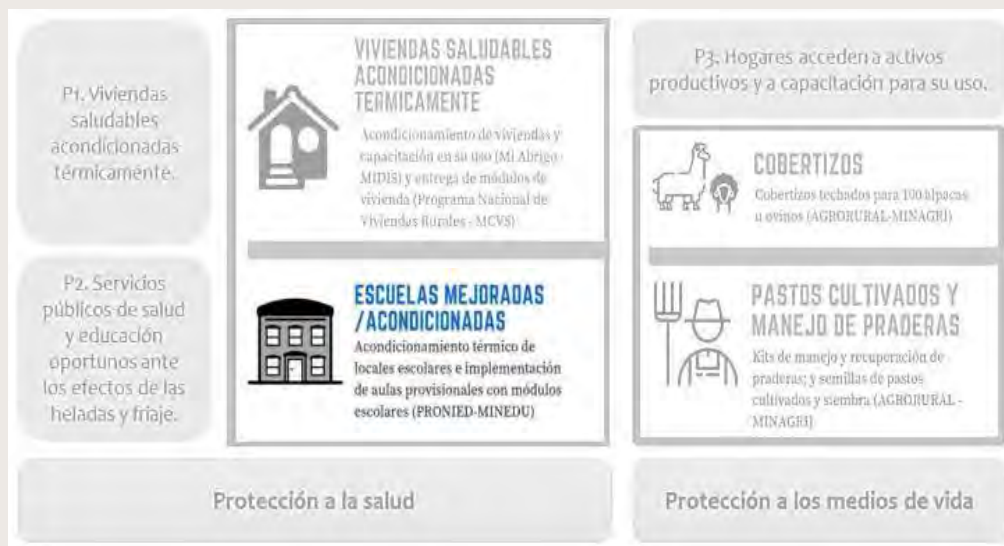 P1. Viviendas
saludables
acondicionadas
térmicamente.
P2. Servicios
públicos de salud
y educación
oportunos ante
los efectos de las
heladas y friaje.
VIVIENDAS SALUDABLES
ACONDICIONADAS
TERMICAMENTE
Acondicionamiento de viviendas y
capacitación en su uso (Mi Abrigo -
MIDIS) y entrega de módulos de
vivienda (Programa Nacional de
Viviendas Rurales - MCVS)
ESCUELAS MEJORADAS
/ACONDICIONADAS
Acondicionamiento térmico de
locales escolares e implementación
de aulas provisionales con módulos
escolares (PRONIED-MINEDU)
P3. Hogares acceden a activos
productivos y a capacitación para su uso.
COBERTIZOS
Cobertizos techados para 100 alpacas
u ovinos (AGRORURAL-MINAGRI)
PASTOS CULTIVADOS Y
MANEJO DE PRADERAS
Kits de manejo y recuperación de
praderas; y semillas de pastos
cultivados y siembra (AGRORURAL -
MINAGRI)
Protección a la salud
Protección a los medios de vida